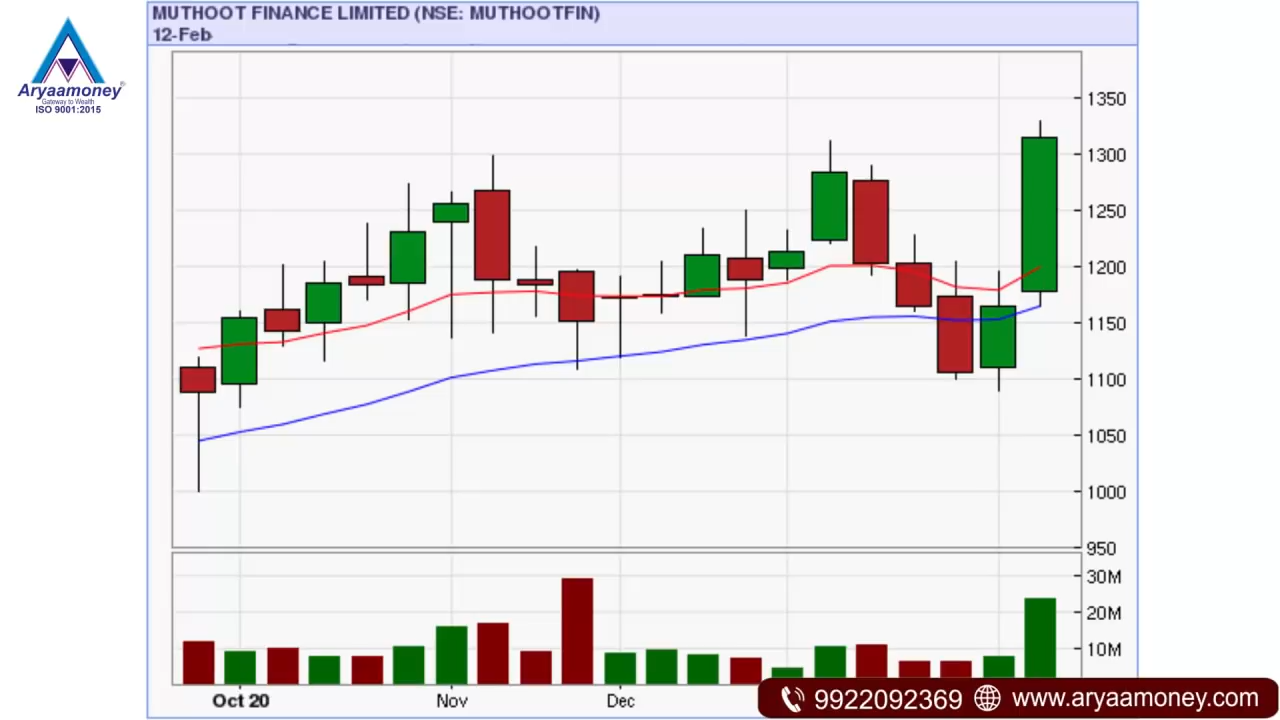 MUTHOOT FINANCE LIMITED (NSE: MUTHOOTFIN)
12-Feb
Aryaamoney
Gateway to Wealth
ISO 9001:2015
1350
1300
1250
1200
1150
1100
1050
1000
950
30M
20M
10M
Oct 20
Nov
Dec
9922092369
www.aryaamoney.com